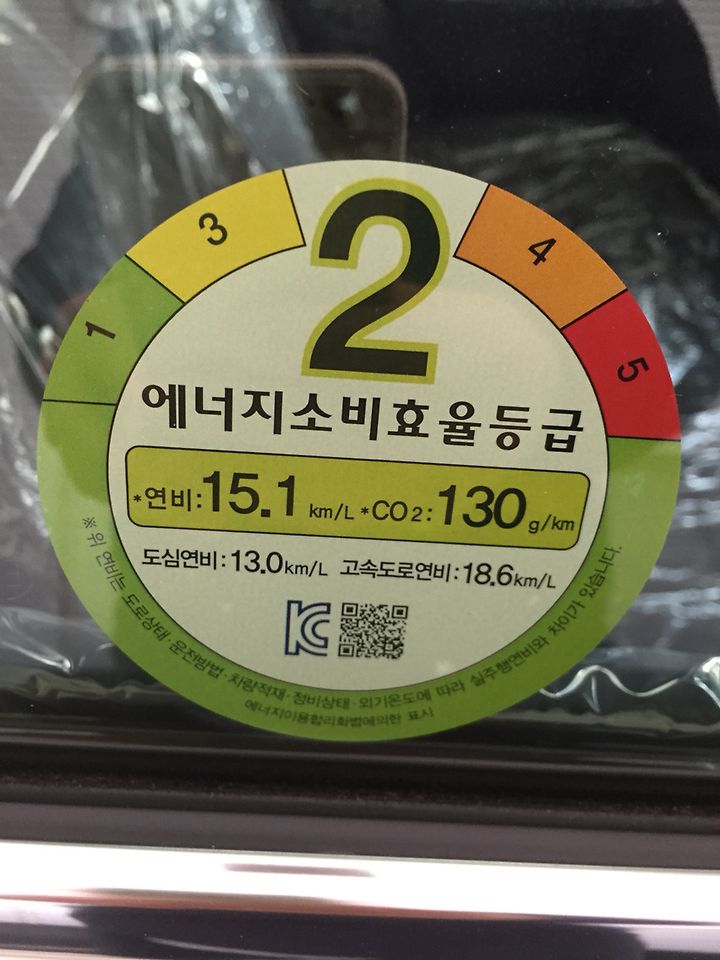 1
3
2
4
5
에너지소비효율등급
*연비:15.1 km/L *CO2:130g/km
도심연비:13.0km/L 고속도로연비:18.6km/L
※ 위 연비는 도로상태·운전방법·차량적재·정비상태·외기온도에 따라 실주행연비와 차이가 있습니다.
에너지이용합리화법에의한 표시